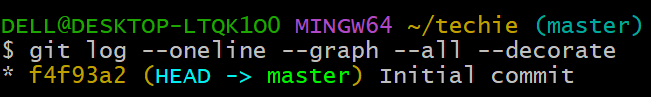 DELL@DESKTOP-LTQK1O0 MINGW64 ~/techie (master)
$ git log --oneline --graph --all --decorate
* f4f93a2 (HEAD -> master) Initial commit